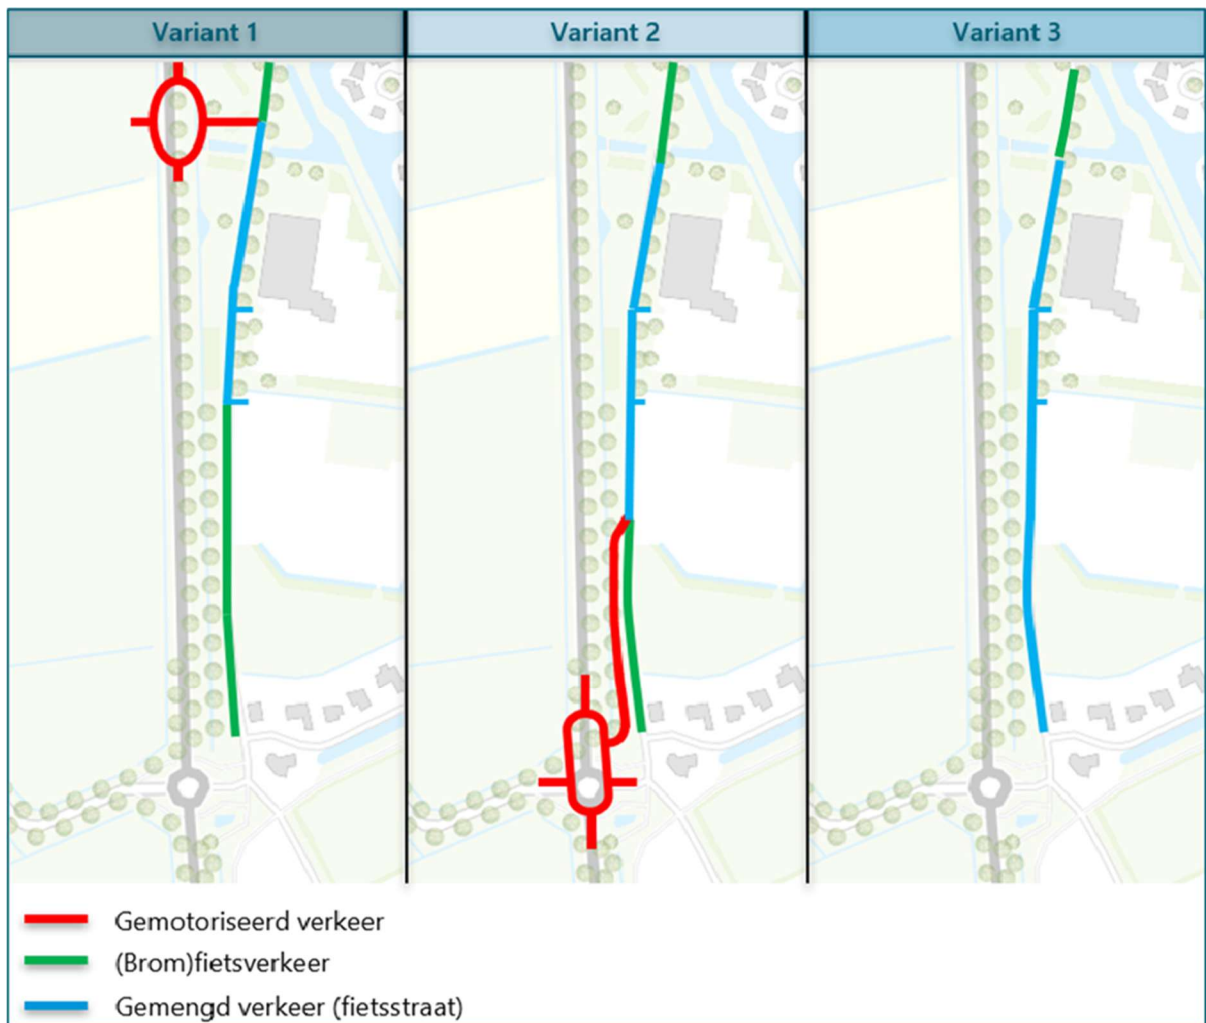 Variant 1
Variant 2
Variant 3
Gemotoriseerd verkeer
(Brom)fietsverkeer
Gemengd verkeer (fietsstraat)